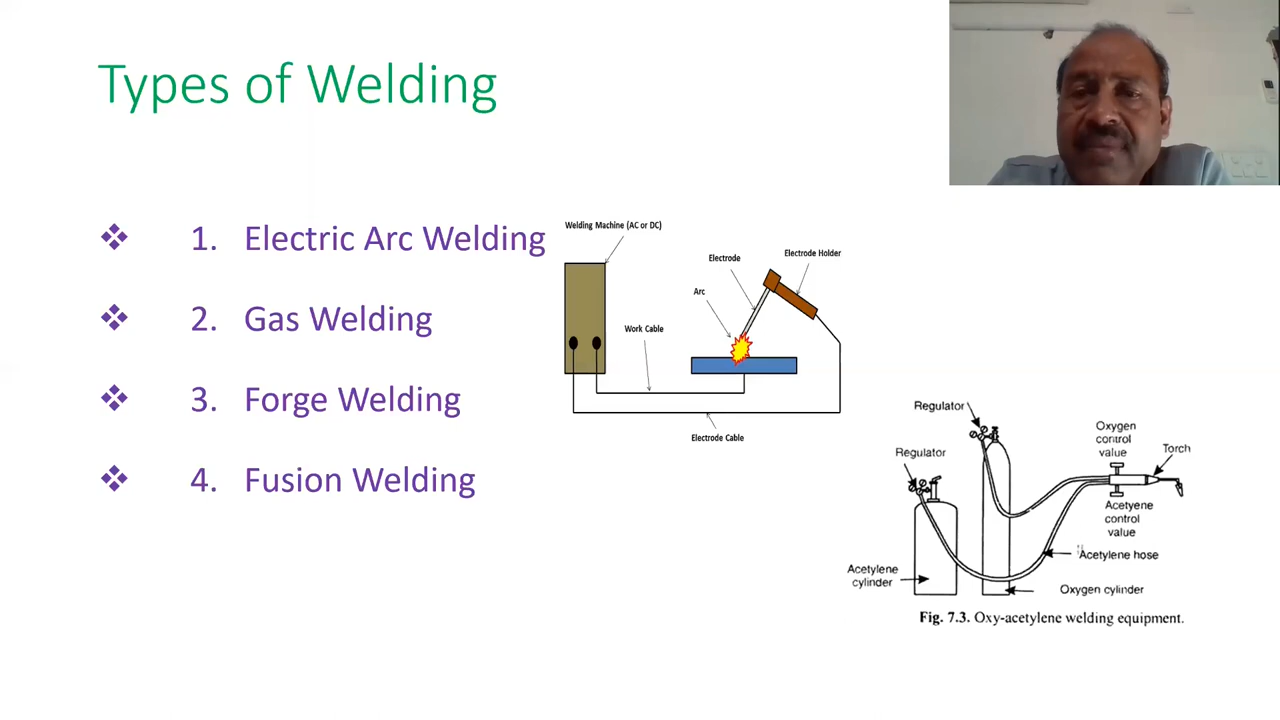 Types of Welding
❖ 1. Electric Arc Welding
❖ 2. Gas Welding
❖ 3. Forge Welding
❖ 4. Fusion Welding
Welding Machine (AC or DC)
Electrode
Electrode Holder
Arc
Work Cable
Electrode Cable
Regulator
Regulator
Oxygen
control
value
Torch
Acetyene
control
value
Acetylene hose
Acetylene
cylinder
Oxygen cylinder
Fig. 7.3. Oxy-acetylene welding equipment.